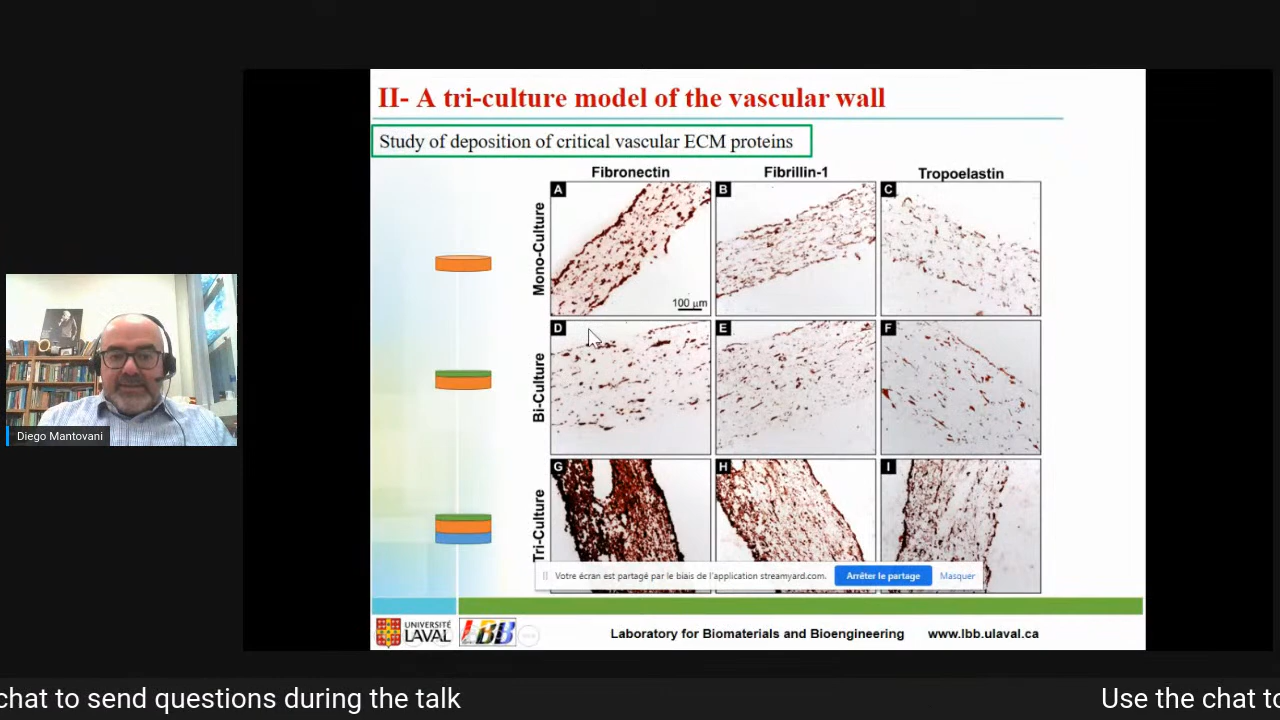 II- A tri-culture model of the vascular wall
Study of deposition of critical vascular ECM proteins
Fibronectin Fibrillin-1 Tropoelastin
Mono-Culture
A B C
100 μm
Bi-Culture
D E F
Tri-Culture
G H I
Votre écran est partagé par le biais de l'application streamyard.com. Arrêter le partage Masquer
UNIVERSITÉ
LAVAL
LBB
Laboratory for Biomaterials and Bioengineering www.lbb.ulaval.ca
Diego Mantovani
chat to send questions during the talk
Use the chat to